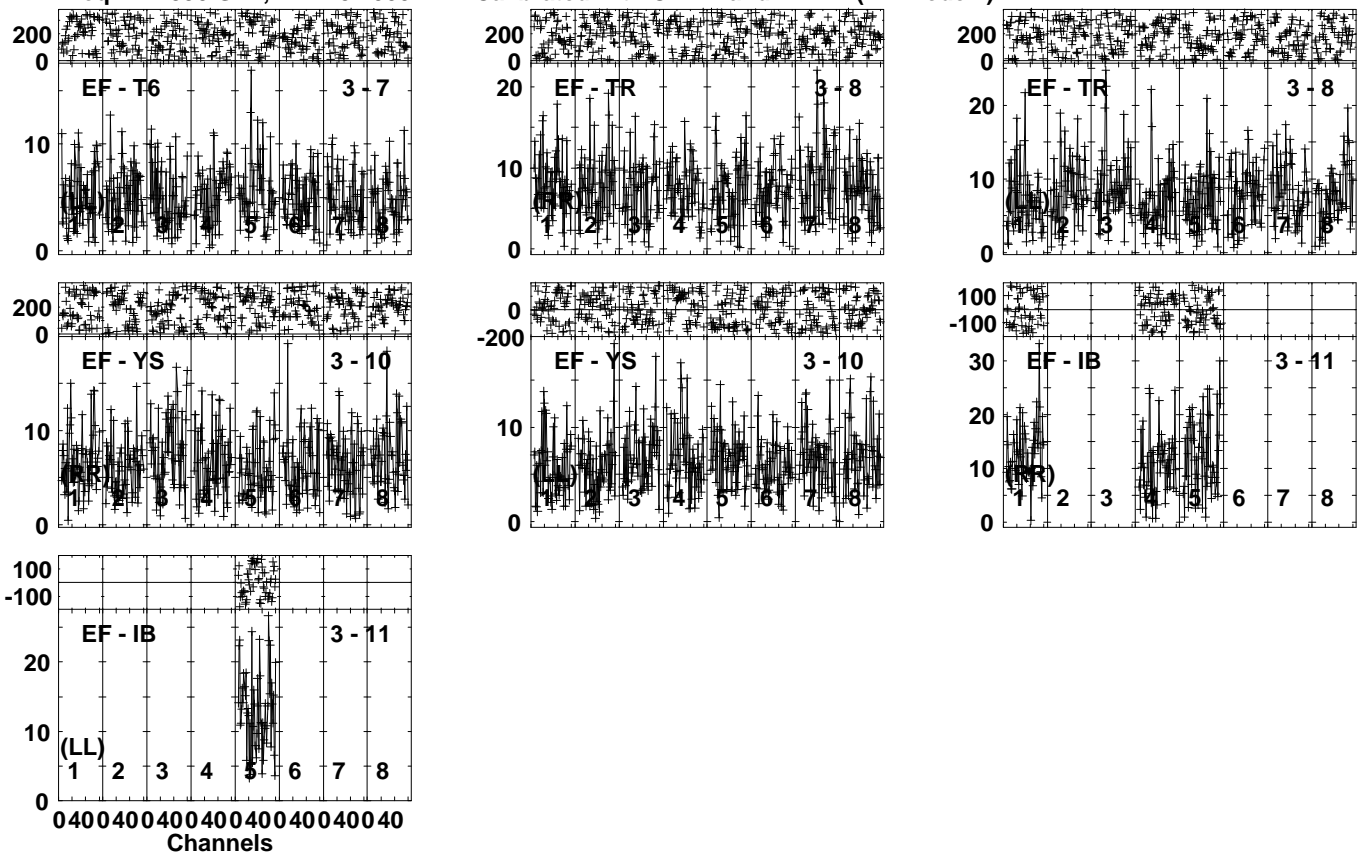 200
0
EF - T6 3 - 7
10
0
(LL)
1 2 3 4 5 6 7 8
200
0
EF - TR 3 - 8
20
10
0
(RR)
1 2 3 4 5 6 7 8
200
0
EF - TR 3 - 8
20
10
0
(LL)
1 2 3 4 5 6 7 8
200
0
EF - YS 3 - 10
10
0
(RR)
1 2 3 4 5 6 7 8
0
-200
EF - YS 3 - 10
10
0
(LL)
1 2 3 4 5 6 7 8
100
-100
EF - IB 3 - 11
30
20
10
0
(RR)
1 2 3 4 5 6 7 8
100
-100
EF - IB 3 - 11
20
10
0
(LL)
1 2 3 4 5 6 7 8
0 40 0 40 0 40 0 40 0 40 0 40 0 40 0 40
Channels